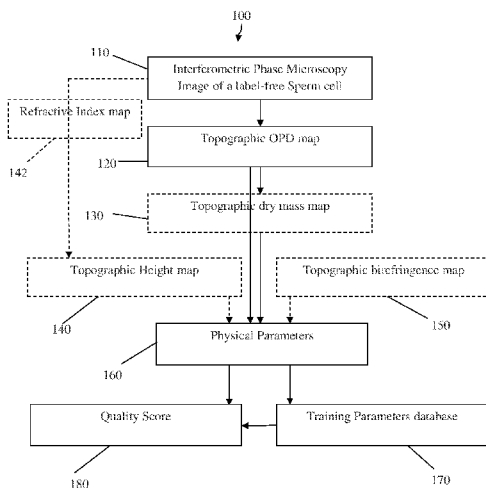 100
110
Interferometric Phase Microscopy
Image of a label-free Sperm cell
Refractive Index map
142
Topographic OPD map
120
Topographic dry mass map
130
Topographic Height map
140
Topographic birefringence map
150
Physical Parameters
160
Quality Score
180
Training Parameters database
170